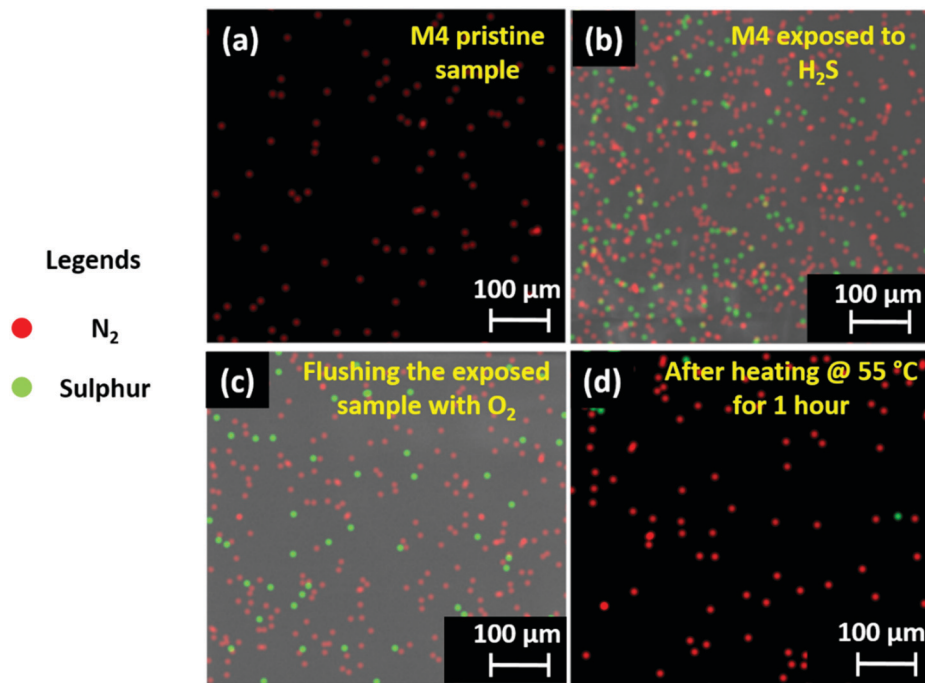 (a)
M4 pristine
sample
100 μm
(b)
M4 exposed to
H₂S
100 μm
Legends
N₂
Sulphur
(c)
Flushing the exposed
sample with O₂
100 μm
(d)
After heating @ 55 °C
for 1 hour
100 μm